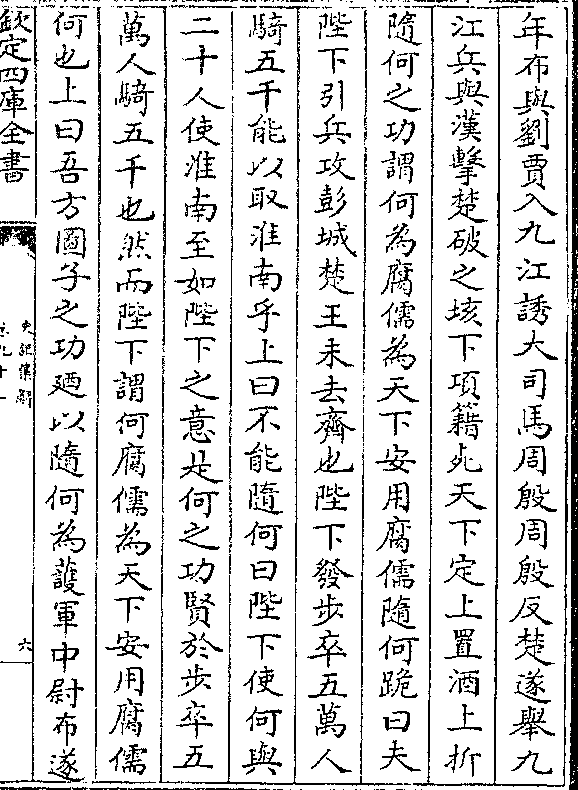 年布與劉賈入九江誘大司馬周殷周殷反楚遂舉九
江兵與漢擊楚破之垓下項籍死天下定上置酒上折
隨何之功謂何為腐儒為天下安用腐儒隨何跪曰夫
陛下引兵攻彭城楚王未去齊也陛下發步卒五萬人
騎五千能以取淮南乎上曰不能隨何曰陛下使何與
二十人使淮南至如陛下之意是何之功賢於步卒五
萬人騎五千也然而陛下謂何腐儒為天下安用腐儒
何也上曰吾方圖子之功廼以隨何為䕶軍中尉布遂
欽定四庫全書
史記集解
六